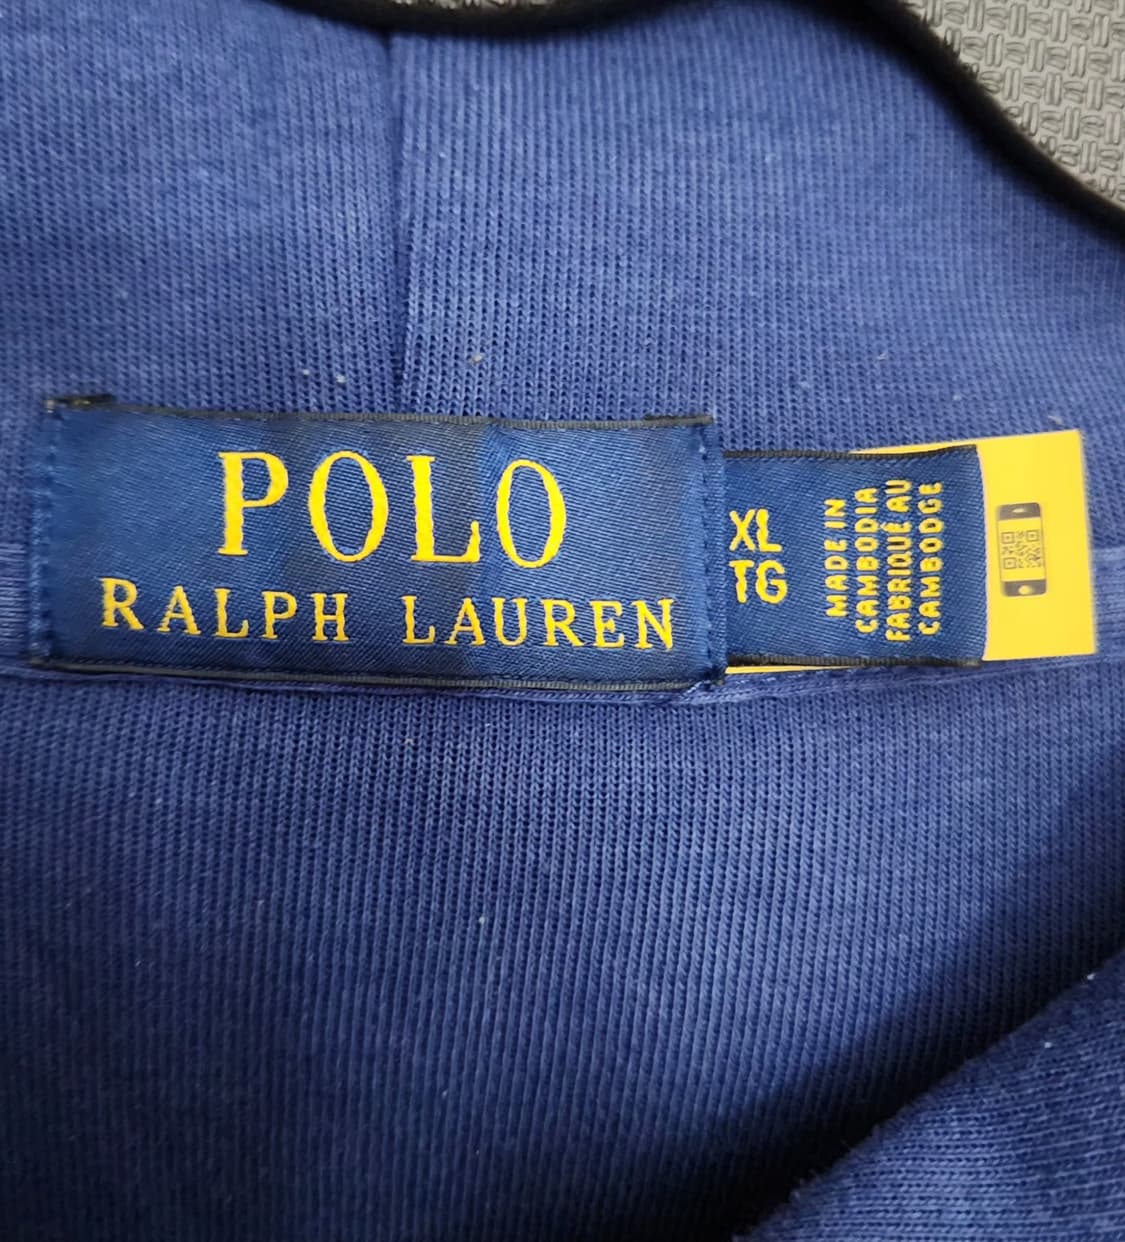 POLO
RALPH LAUREN
XL
TG
MADE IN
CAMBODIA
FABRIQUÉ AU
CAMBODGE